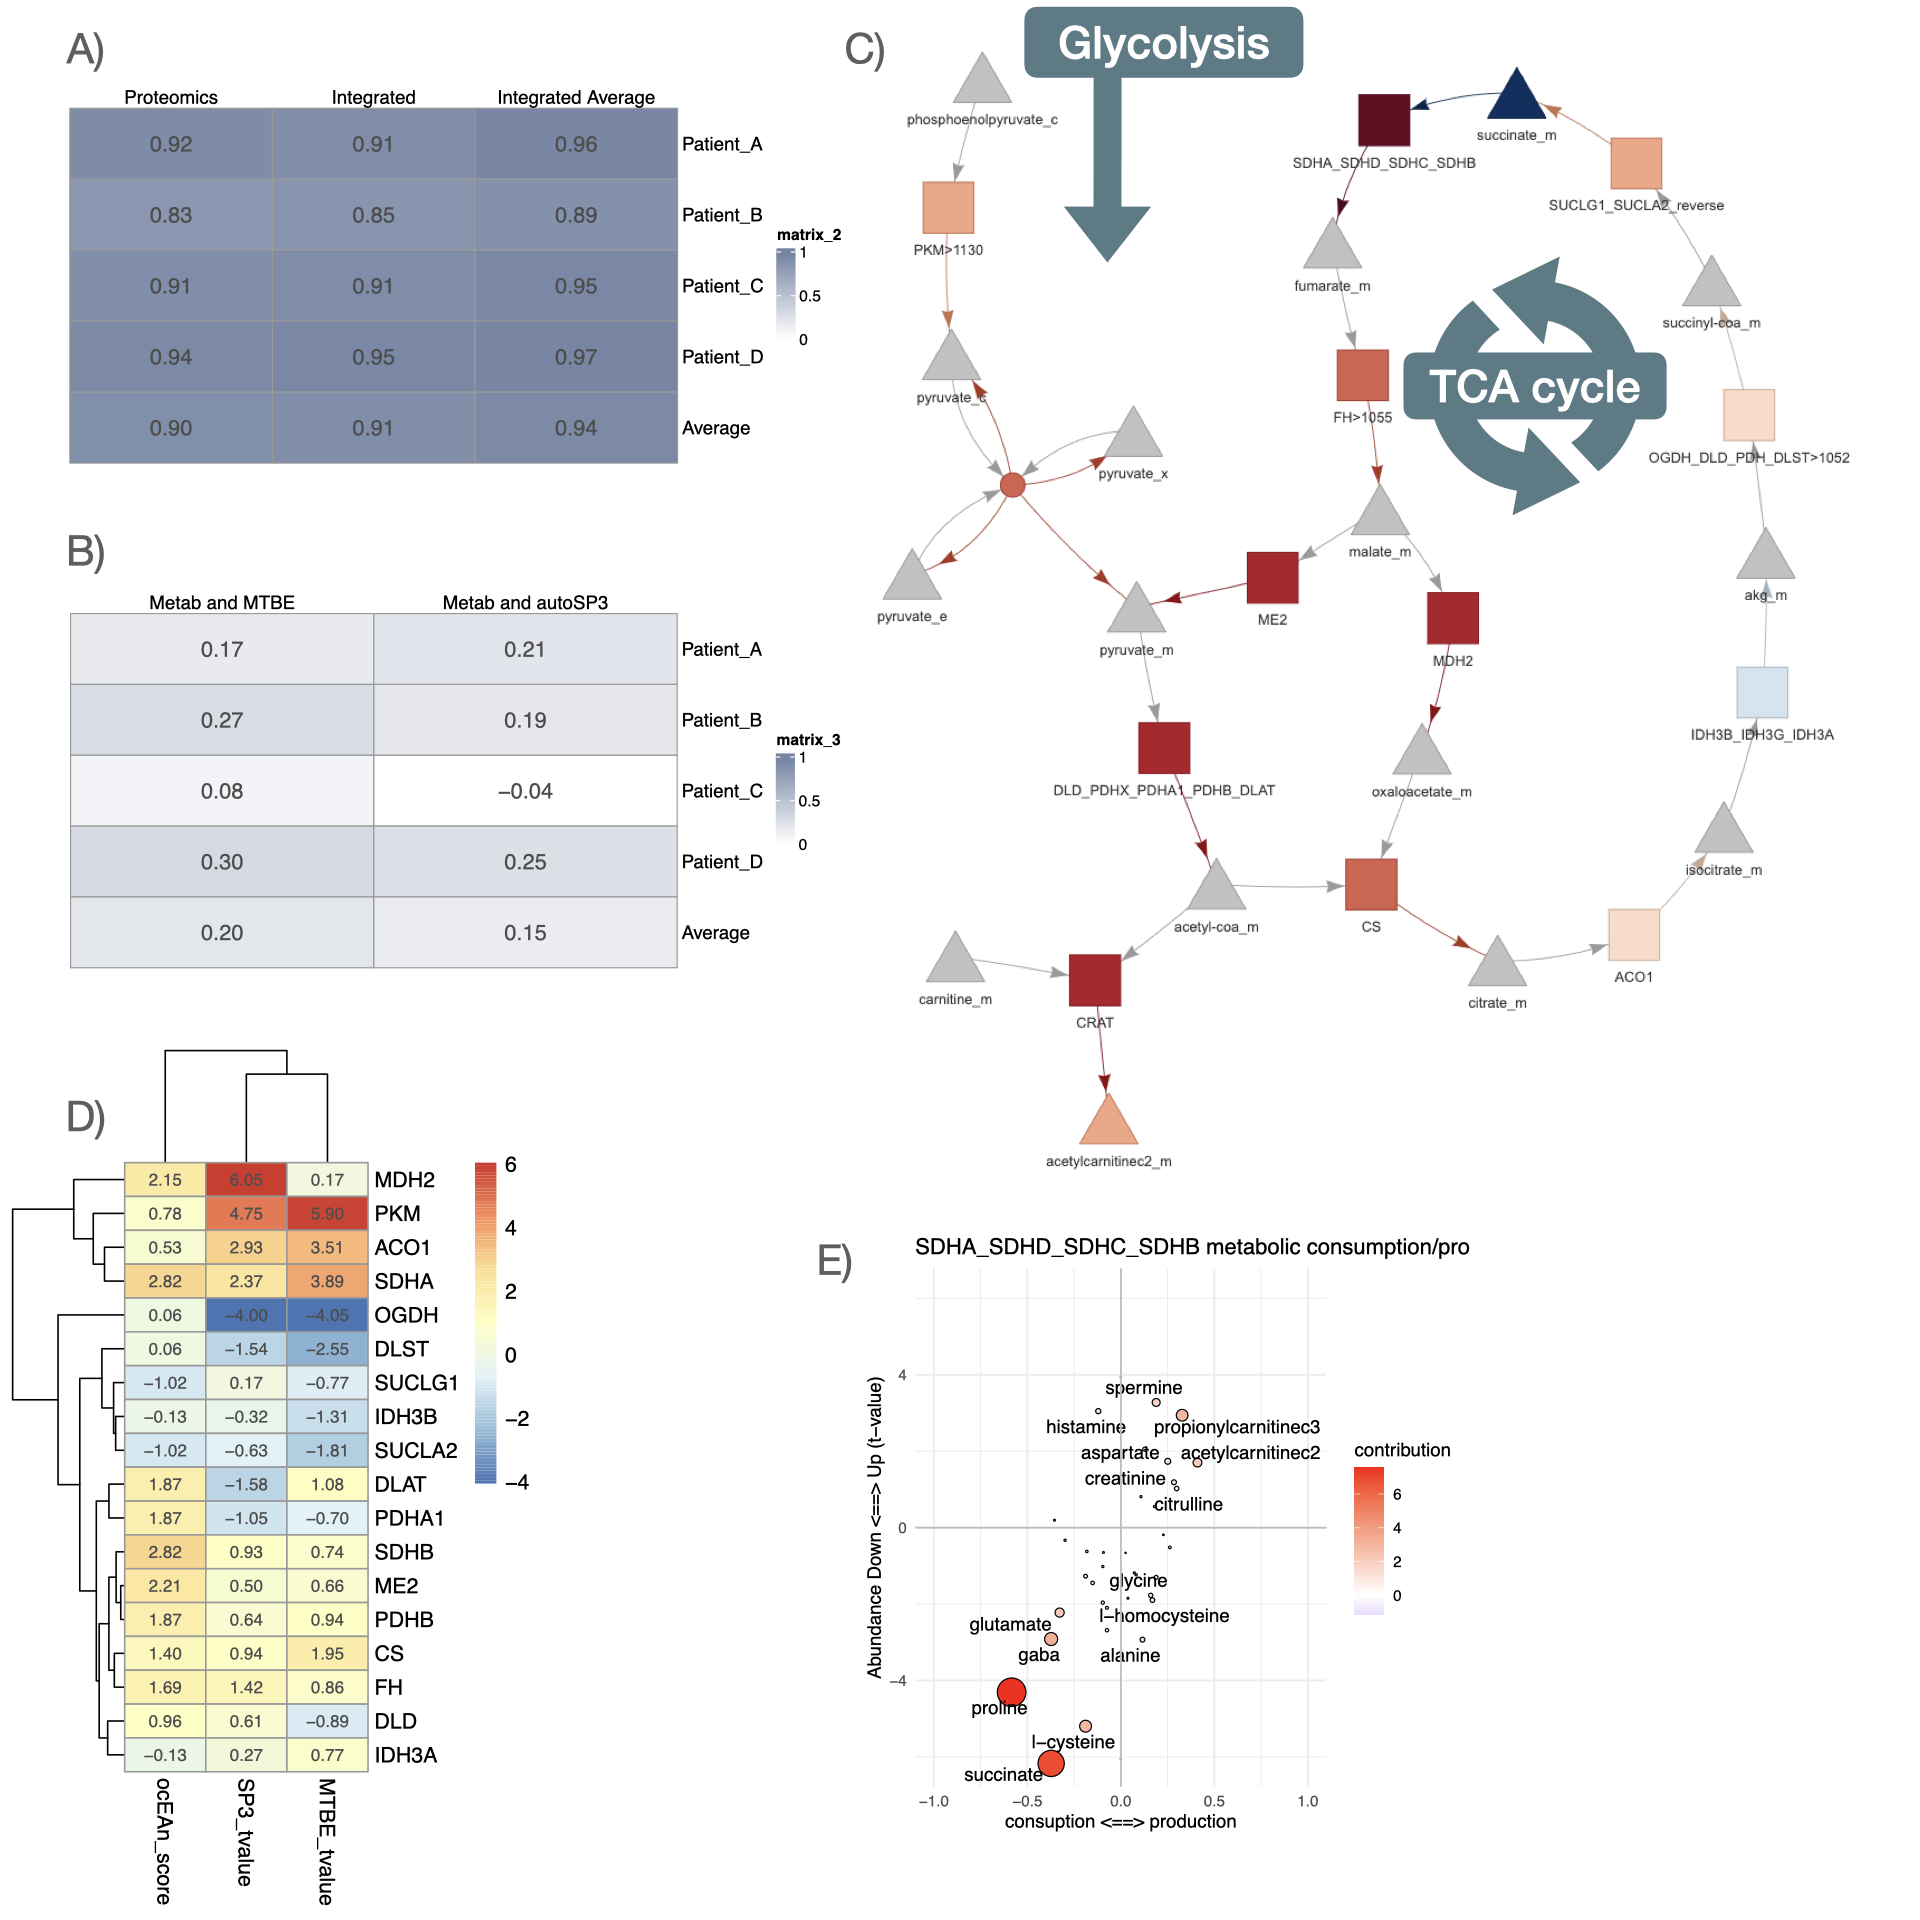 A)
Proteomics Integrated Integrated Average
0.92 0.91 0.96 Patient_A
0.83 0.85 0.89 Patient_B
0.91 0.91 0.95 Patient_C
0.94 0.95 0.97 Patient_D
0.90 0.91 0.94 Average
matrix_2
1
0.5
0
B)
Metab and MTBE Metab and autoSP3
0.17 0.21 Patient_A
0.27 0.19 Patient_B
0.08 −0.04 Patient_C
0.30 0.25 Patient_D
0.20 0.15 Average
matrix_3
1
0.5
0
C)
Glycolysis
TCA cycle
phosphoenolpyruvate_c
PKM>1130
pyruvate_c
pyruvate_x
pyruvate_e
pyruvate_m
ME2
malate_m
MDH2
FH>1055
fumarate_m
SDHA_SDHD_SDHC_SDHB
succinate_m
SUCLG1_SUCLA2_reverse
succinyl-coa_m
OGDH_DLD_PDH_DLST>1052
akg_m
IDH3B_IDH3G_IDH3A
isocitrate_m
ACO1
citrate_m
CS
oxaloacetate_m
DLD_PDHX_PDHA1_PDHB_DLAT
acetyl-coa_m
carnitine_m
CRAT
acetylcarnitinec2_m
D)
2.15 6.05 0.17 MDH2
0.78 4.75 5.90 PKM
0.53 2.93 3.51 ACO1
2.82 2.37 3.89 SDHA
0.06 −4.00 −4.05 OGDH
0.06 −1.54 −2.55 DLST
−1.02 0.17 −0.77 SUCLG1
−0.13 −0.32 −1.31 IDH3B
−1.02 −0.63 −1.81 SUCLA2
1.87 −1.58 1.08 DLAT
1.87 −1.05 −0.70 PDHA1
2.82 0.93 0.74 SDHB
2.21 0.50 0.66 ME2
1.87 0.64 0.94 PDHB
1.40 0.94 1.95 CS
1.69 1.42 0.86 FH
0.96 0.61 −0.89 DLD
−0.13 0.27 0.77 IDH3A
ocEAn_score SP3_tvalue MTBE_tvalue
6
4
2
0
−2
−4
E)
SDHA_SDHD_SDHC_SDHB metabolic consumption/pro
Abundance Down <==> Up (t−value)
4
0
−4
spermine
histamine propionylcarnitinec3
aspartate acetylcarnitinec2
creatinine
citrulline
glycine
l−homocysteine
glutamate
gaba alanine
proline
l−cysteine
succinate
−1.0 −0.5 0.0 0.5 1.0
consuption <==> production
contribution
6
4
2
0